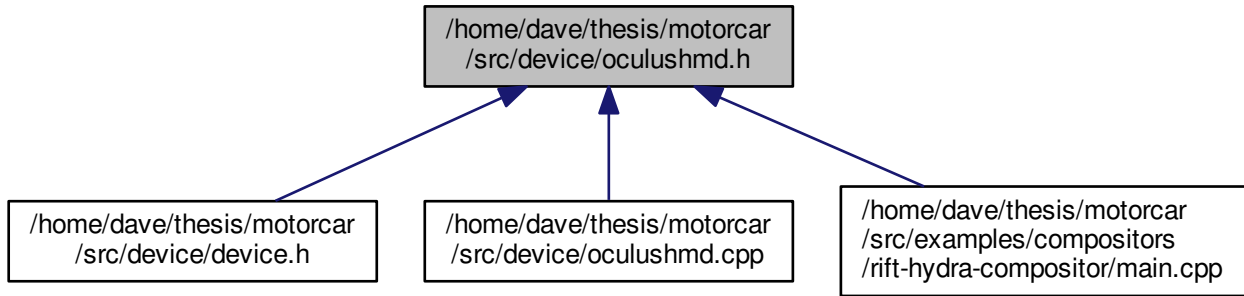 /home/dave/thesis/motorcar
/src/device/oculushmd.h
/home/dave/thesis/motorcar
/src/device/device.h
/home/dave/thesis/motorcar
/src/device/oculushmd.cpp
/home/dave/thesis/motorcar
/src/examples/compositors
/rift-hydra-compositor/main.cpp